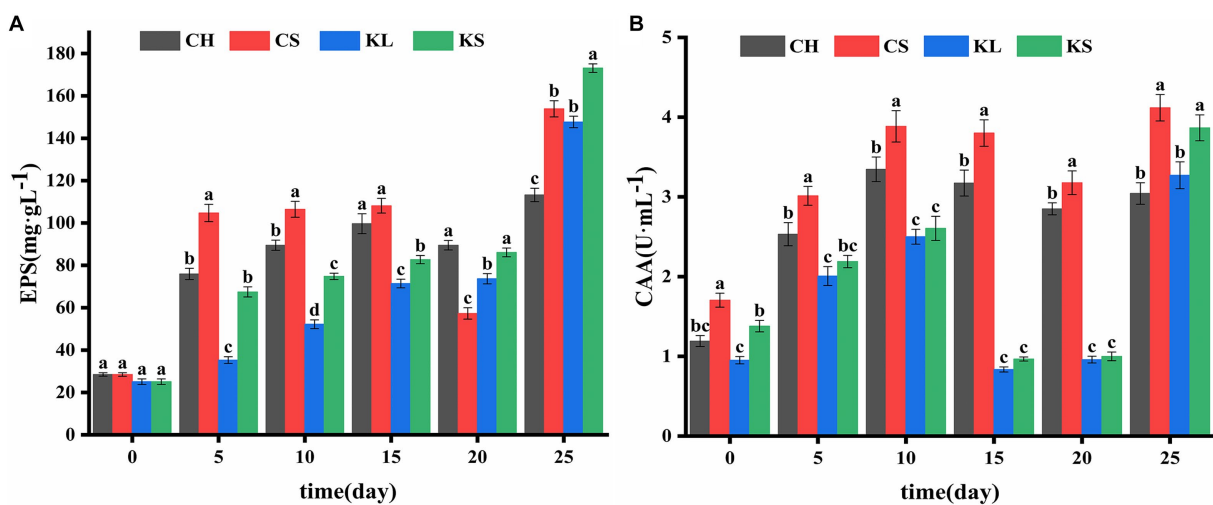 A
CH CS KL KS
EPS(mg·gL⁻¹)
180
160
140
120
100
80
60
40
20
0
a a a a
b a c b
b a d c
a a c b
a c b a
c b b a
0 5 10 15 20 25
time(day)
B
CH CS KL KS
CAA(U·mL⁻¹)
5
4
3
2
1
0
bc a c b
b a c bc
b a c c
b a c c
b a c c
b a b a
0 5 10 15 20 25
time(day)